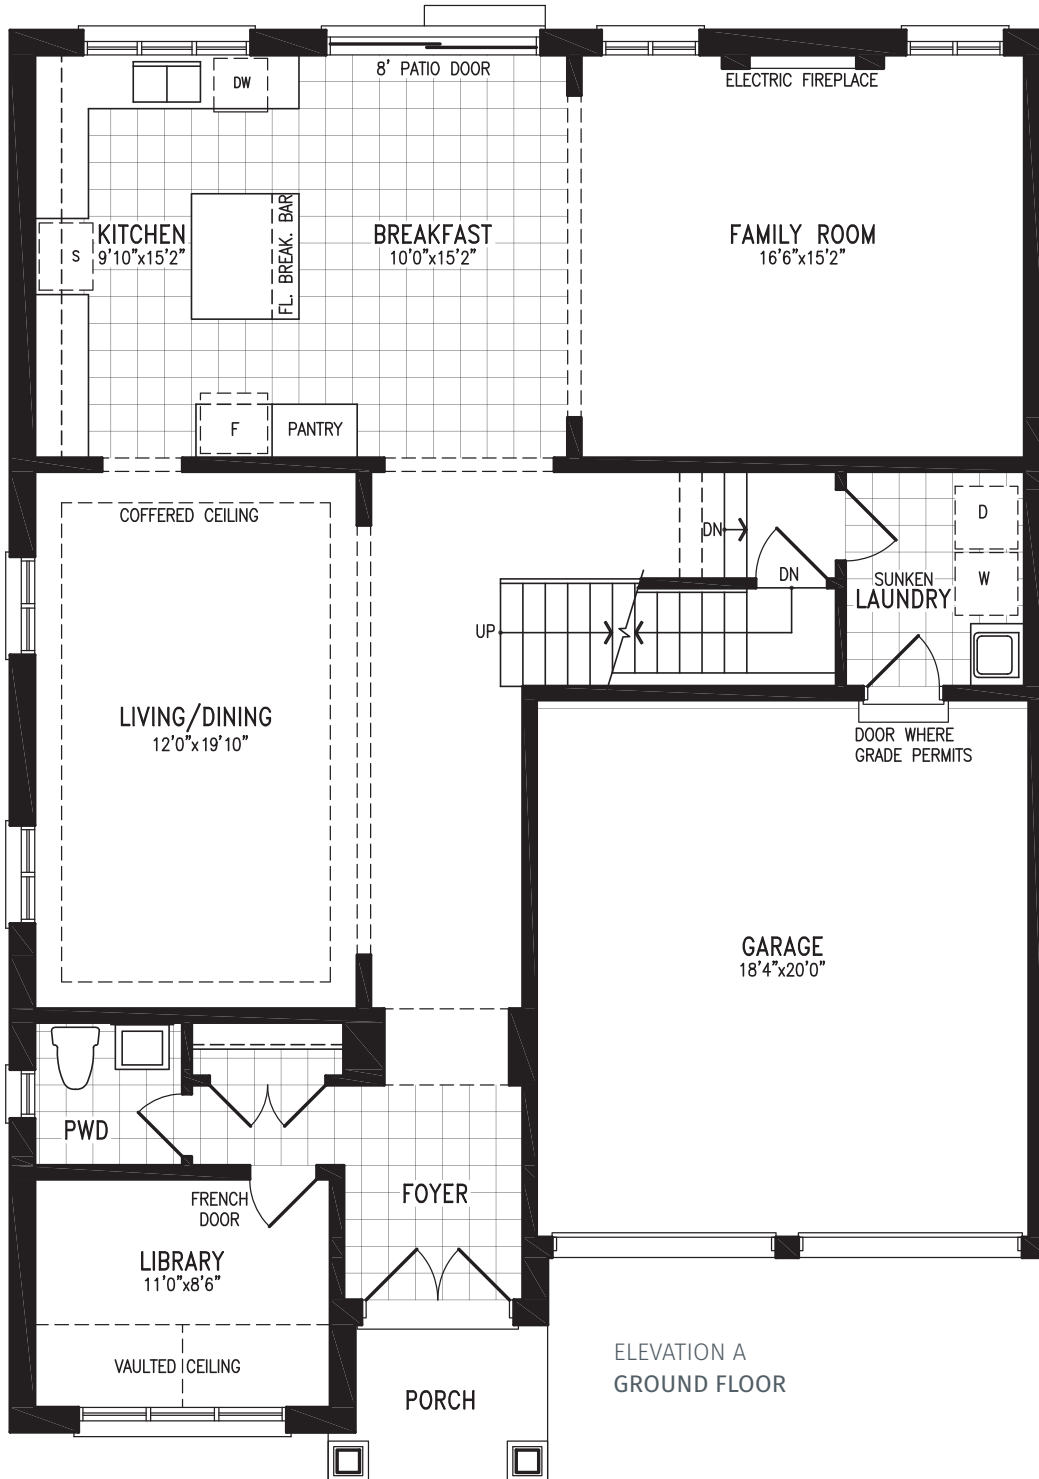 8' PATIO DOOR
DW
ELECTRIC FIREPLACE
KITCHEN
9'10"x15'2"
S
FL. BREAK. BAR
BREAKFAST
10'0"x15'2"
FAMILY ROOM
16'6"x15'2"
F
PANTRY
COFFERED CEILING
DN
DN
D
W
SUNKEN
LAUNDRY
UP
LIVING/DINING
12'0"x19'10"
DOOR WHERE
GRADE PERMITS
GARAGE
18'4"x20'0"
PWD
FRENCH
DOOR
FOYER
LIBRARY
11'0"x8'6"
VAULTED CEILING
PORCH
ELEVATION A
GROUND FLOOR